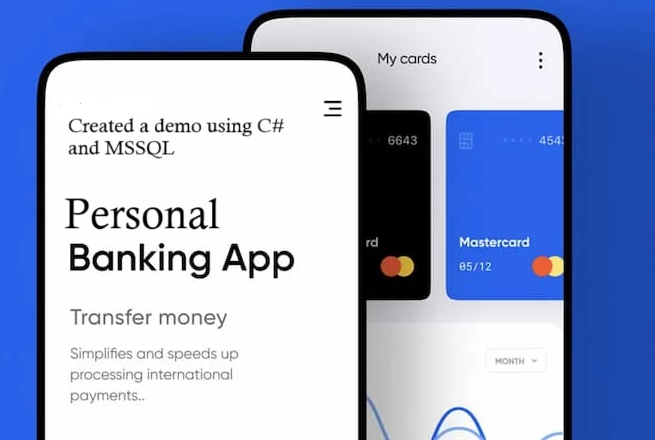 My cards
Created a demo using C#
and MSSQL
6643
rd
Mastercard
05/12
Personal
Banking App
Transfer money
Simplifies and speeds up
processing international
payments..
MONTH